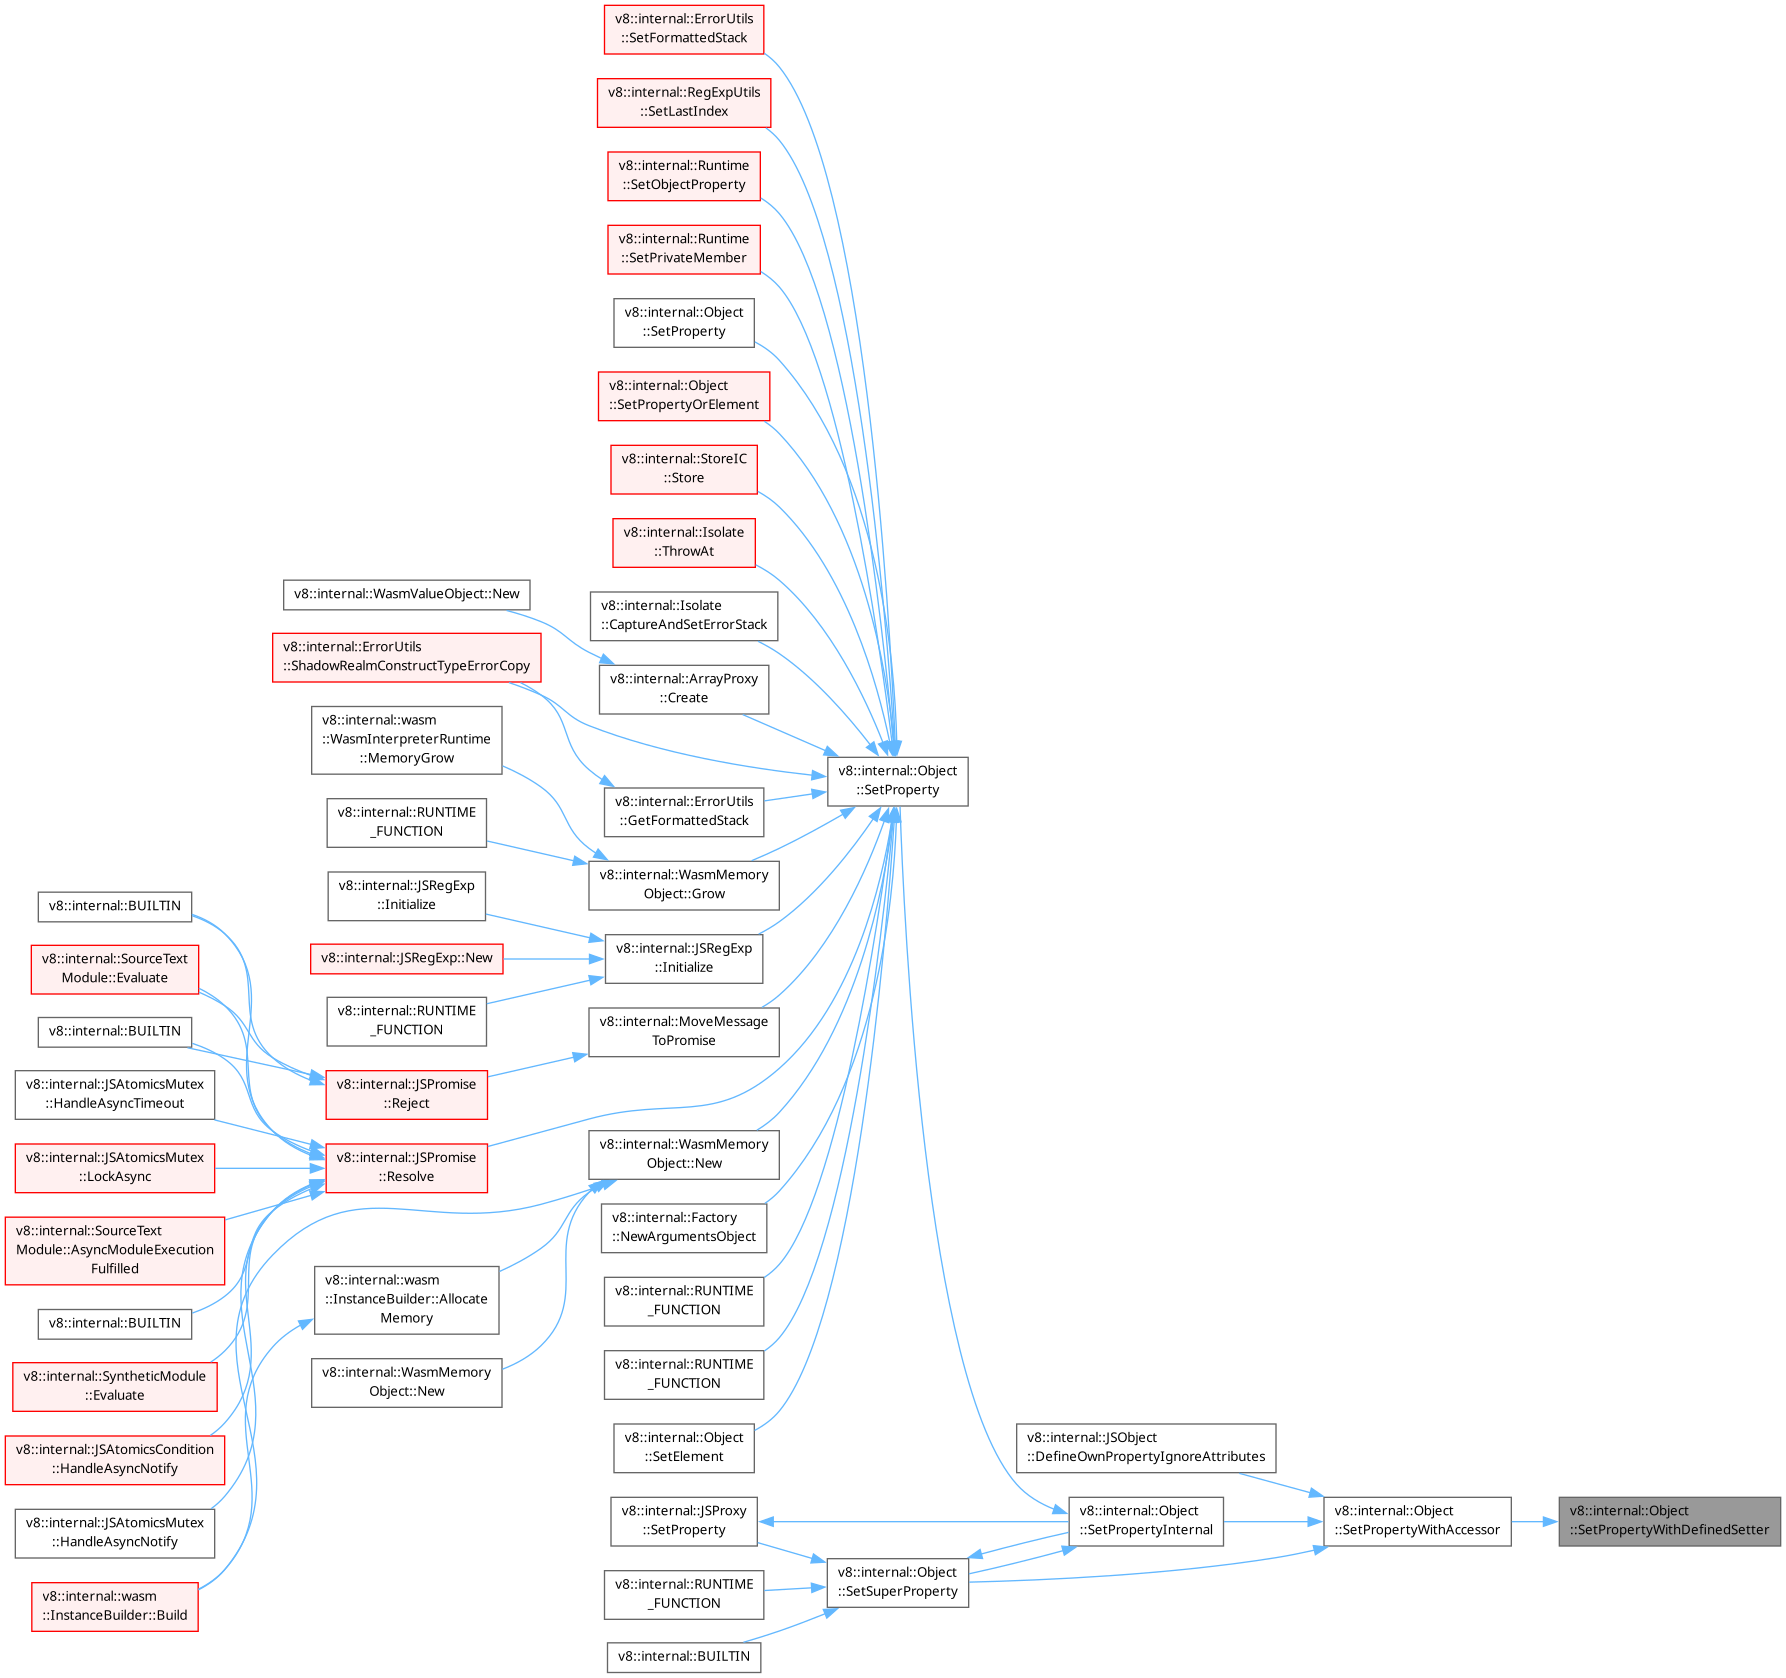 v8::internal::ErrorUtils
::SetFormattedStack
v8::internal::RegExpUtils
::SetLastIndex
v8::internal::Runtime
::SetObjectProperty
v8::internal::Runtime
::SetPrivateMember
v8::internal::Object
::SetProperty
v8::internal::Object
::SetPropertyOrElement
v8::internal::StoreIC
::Store
v8::internal::Isolate
::ThrowAt
v8::internal::WasmValueObject::New
v8::internal::Isolate
::CaptureAndSetErrorStack
v8::internal::ErrorUtils
::ShadowRealmConstructTypeErrorCopy
v8::internal::ArrayProxy
::Create
v8::internal::wasm
::WasmInterpreterRuntime
::MemoryGrow
v8::internal::Object
::SetProperty
v8::internal::ErrorUtils
::GetFormattedStack
v8::internal::RUNTIME
_FUNCTION
v8::internal::WasmMemory
Object::Grow
v8::internal::JSRegExp
::Initialize
v8::internal::BUILTIN
v8::internal::JSRegExp::New
v8::internal::JSRegExp
::Initialize
v8::internal::SourceText
Module::Evaluate
v8::internal::RUNTIME
_FUNCTION
v8::internal::MoveMessage
ToPromise
v8::internal::BUILTIN
v8::internal::JSPromise
::Reject
v8::internal::JSAtomicsMutex
::HandleAsyncTimeout
v8::internal::JSAtomicsMutex
::LockAsync
v8::internal::JSPromise
::Resolve
v8::internal::WasmMemory
Object::New
v8::internal::SourceText
Module::AsyncModuleExecution
Fulfilled
v8::internal::Factory
::NewArgumentsObject
v8::internal::BUILTIN
v8::internal::wasm
::InstanceBuilder::Allocate
Memory
v8::internal::RUNTIME
_FUNCTION
v8::internal::SyntheticModule
::Evaluate
v8::internal::WasmMemory
Object::New
v8::internal::RUNTIME
_FUNCTION
v8::internal::JSAtomicsCondition
::HandleAsyncNotify
v8::internal::Object
::SetElement
v8::internal::JSObject
::DefineOwnPropertyIgnoreAttributes
v8::internal::JSAtomicsMutex
::HandleAsyncNotify
v8::internal::JSProxy
::SetProperty
v8::internal::Object
::SetPropertyInternal
v8::internal::Object
::SetPropertyWithAccessor
v8::internal::Object
::SetPropertyWithDefinedSetter
v8::internal::wasm
::InstanceBuilder::Build
v8::internal::RUNTIME
_FUNCTION
v8::internal::Object
::SetSuperProperty
v8::internal::BUILTIN